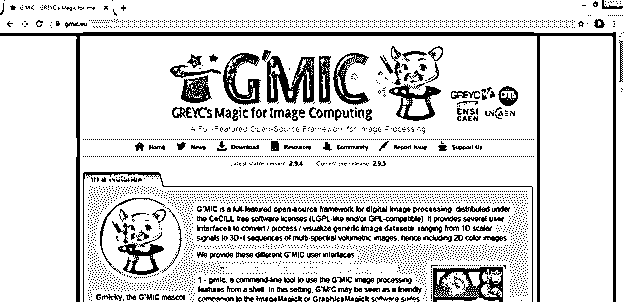 G'MIC - GREYC's Magic for Ima
gmic.eu
G'MIC
GREYC's Magic for Image Computing
GREYC
ENSI
CAEN
UNICAEN
A Full-Featured Open-Source Framework for Image Processing
Home Twitter News Download Resources Community Report Issue Support Us
Latest stable version: 2.9.4 Current pre-release: 2.9.5
G'MIC is a full-featured open-source framework for digital image processing, distributed under
the CeCILL free software licenses (LGPL-like and/or GPL-compatible). It provides several user
interfaces to convert / process / visualize generic image datasets, ranging from 1D scalar
signals to 3D+t sequences of multi-spectral volumetric images, hence including 2D color images.
We provide these different G'MIC user interfaces:
1 - gmic, a command-line tool to use the G'MIC image processing
features from a shell. In this setting, G'MIC may be seen as a friendly
companion to the ImageMagick or GraphicsMagick software suites.
Gmicky, the G'MIC mascot